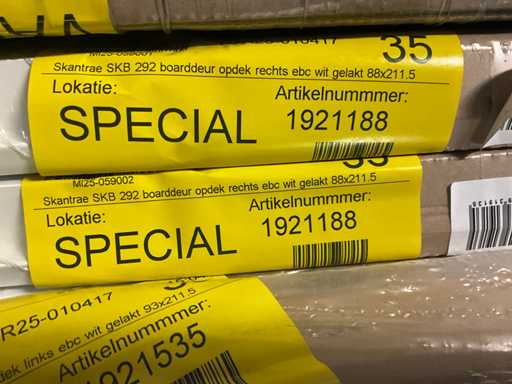 35
Skantrae SKB 292 boarddeur opdek rechts ebc wit gelakt 88x211.5
Lokatie:
Artikelnummmer:
SPECIAL
1921188
MI25-059002
Skantrae SKB 292 boarddeur opdek rechts ebc wit gelakt 88x211.5
Lokatie:
Artikelnummmer:
SPECIAL
1921188
R25-010417
dek links ebc wit gelakt 93x211.5
Artikelnummmer:
1921535